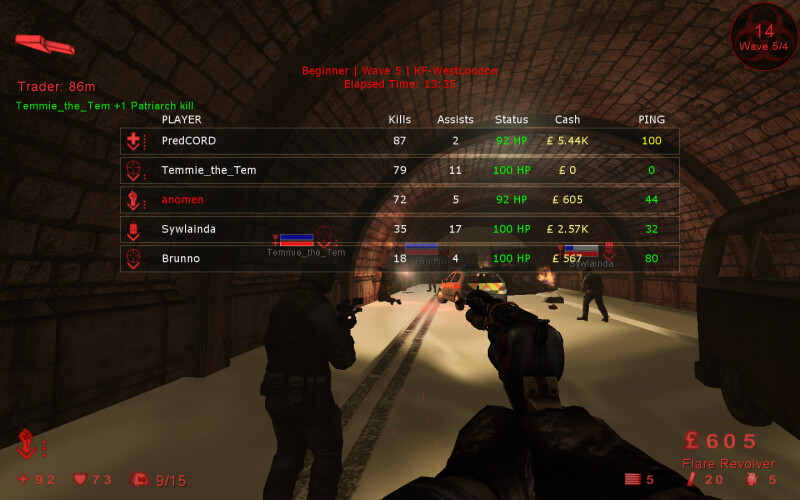 14
Wave 5/4
Trader: 86m
Beginner | Wave 5 | KF-WestLondon
Elapsed Time: 13:35
Temmie_the_Tem +1 Patriarch kill
PLAYER Kills Assists Status Cash PING
PredCORD 87 2 92 HP £ 5.44K 100
Temmie_the_Tem 79 11 100 HP £ 0 0
anomen 72 5 92 HP £ 605 44
Sywlainda 35 17 100 HP £ 2.57K 32
Brunno 18 4 100 HP £ 567 80
Temmie_the_Tem
Brunno
Sywlainda
£ 605
Flare Revolver
92 73 9/15 5 20 5